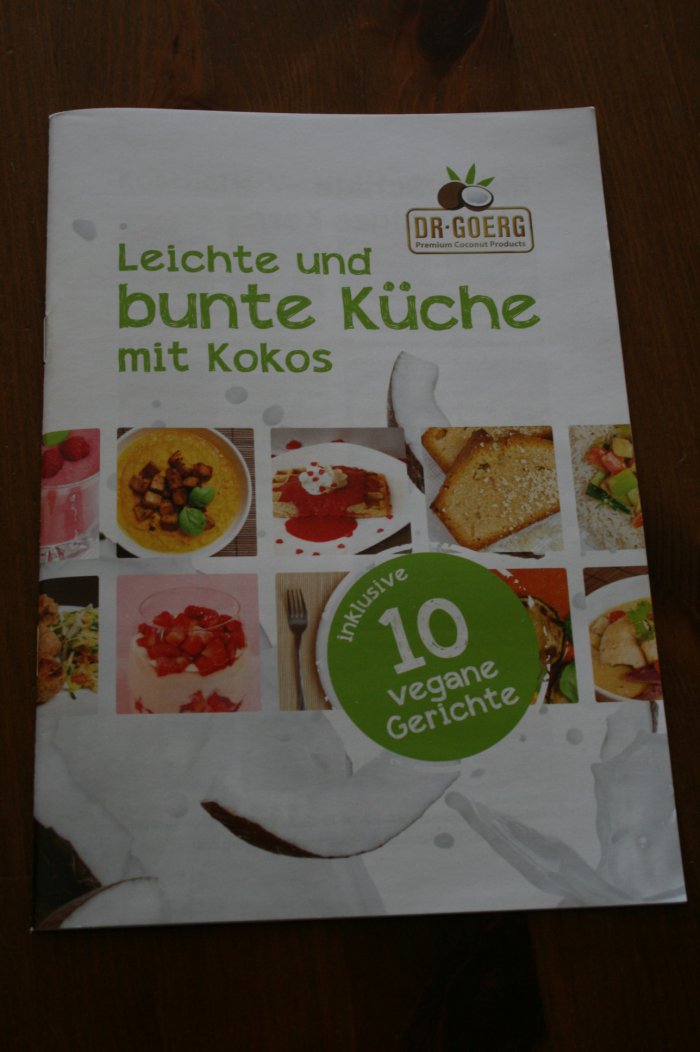 DR·GOERG
Premium Coconut Products
Leichte und
bunte Küche
mit Kokos
inklusive
10
vegane
Gerichte